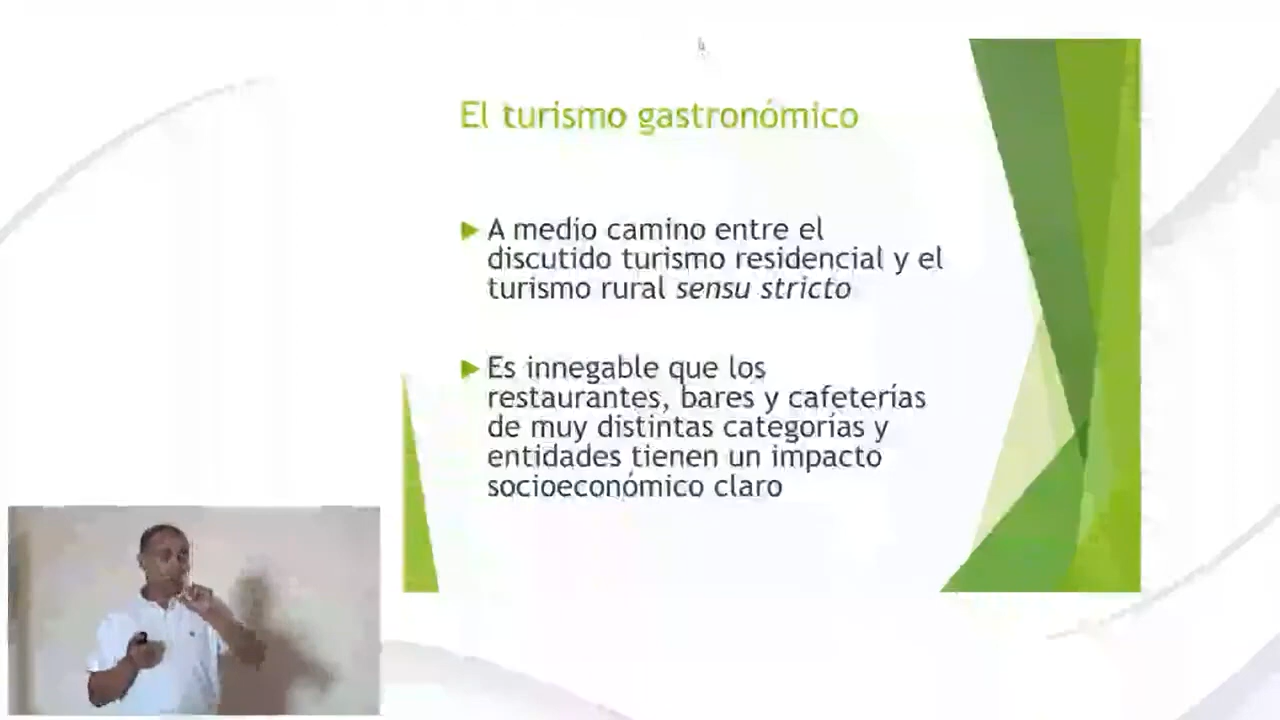 El turismo gastronómico
A medio camino entre el
discutido turismo residencial y el
turismo rural sensu stricto
Es innegable que los
restaurantes, bares y cafeterías
de muy distintas categorías y
entidades tienen un impacto
socioeconómico claro